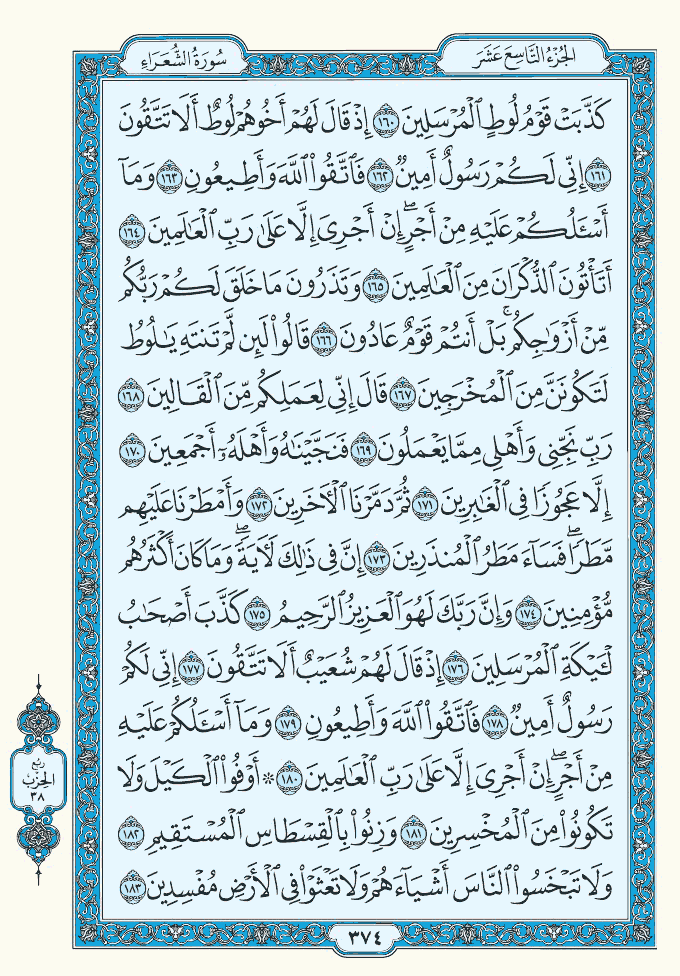 الجُزْءُ التَّاسِعَ عَشَرَ
سُورَةُ الشُّعَرَاءِ
كَذَّبَتْ قَوْمُ لُوطٍ ٱلْمُرْسَلِينَ ١٦٠ إِذْ قَالَ لَهُمْ أَخُوهُمْ لُوطٌ أَلَا تَتَّقُونَ
١٦١ إِنِّي لَكُمْ رَسُولٌ أَمِينٌ ١٦٢ فَٱتَّقُوا۟ ٱللَّهَ وَأَطِيعُونِ ١٦٣ وَمَآ
أَسْـَٔلُكُمْ عَلَيْهِ مِنْ أَجْرٍ ۖ إِنْ أَجْرِىَ إِلَّا عَلَىٰ رَبِّ ٱلْعَـٰلَمِينَ ١٦٤
أَتَأْتُونَ ٱلذُّكْرَانَ مِنَ ٱلْعَـٰلَمِينَ ١٦٥ وَتَذَرُونَ مَا خَلَقَ لَكُمْ رَبُّكُم
مِّنْ أَزْوَٰجِكُم ۚ بَلْ أَنتُمْ قَوْمٌ عَادُونَ ١٦٦ قَالُوا۟ لَئِن لَّمْ تَنتَهِ يَـٰلُوطُ
لَتَكُونَنَّ مِنَ ٱلْمُخْرَجِينَ ١٦٧ قَالَ إِنِّى لِعَمَلِكُم مِّنَ ٱلْقَالِينَ ١٦٨
رَبِّ نَجِّنِى وَأَهْلِى مِمَّا يَعْمَلُونَ ١٦٩ فَنَجَّيْنَـٰهُ وَأَهْلَهُۥٓ أَجْمَعِينَ ١٧٠
إِلَّا عَجُوزًا فِى ٱلْغَـٰبِرِينَ ١٧١ ثُمَّ دَمَّرْنَا ٱلْـَٔاخَرِينَ ١٧٢ وَأَمْطَرْنَا عَلَيْهِم
مَّطَرًا ۖ فَسَآءَ مَطَرُ ٱلْمُنذَرِينَ ١٧٣ إِنَّ فِى ذَٰلِكَ لَـَٔايَةً ۖ وَمَا كَانَ أَكْثَرُهُم
مُّؤْمِنِينَ ١٧٤ وَإِنَّ رَبَّكَ لَهُوَ ٱلْعَزِيزُ ٱلرَّحِيمُ ١٧٥ كَذَّبَ أَصْحَـٰبُ
لْـَٔيْكَةِ ٱلْمُرْسَلِينَ ١٧٦ إِذْ قَالَ لَهُمْ شُعَيْبٌ أَلَا تَتَّقُونَ ١٧٧ إِنِّى لَكُمْ
رَسُولٌ أَمِينٌ ١٧٨ فَٱتَّقُوا۟ ٱللَّهَ وَأَطِيعُونِ ١٧٩ وَمَآ أَسْـَٔلُكُمْ عَلَيْهِ
مِنْ أَجْرٍ ۖ إِنْ أَجْرِىَ إِلَّا عَلَىٰ رَبِّ ٱلْعَـٰلَمِينَ ١٨٠ * أَوْفُوا۟ ٱلْكَيْلَ وَلَا
تَكُونُوا۟ مِنَ ٱلْمُخْسِرِينَ ١٨١ وَزِنُوا۟ بِٱلْقِسْطَاسِ ٱلْمُسْتَقِيمِ ١٨٢
وَلَا تَبْخَسُوا۟ ٱلنَّاسَ أَشْيَآءَهُمْ وَلَا تَعْثَوْا۟ فِى ٱلْأَرْضِ مُفْسِدِينَ ١٨٣
ربع
الحِزْب
٣٨
٣٧٤